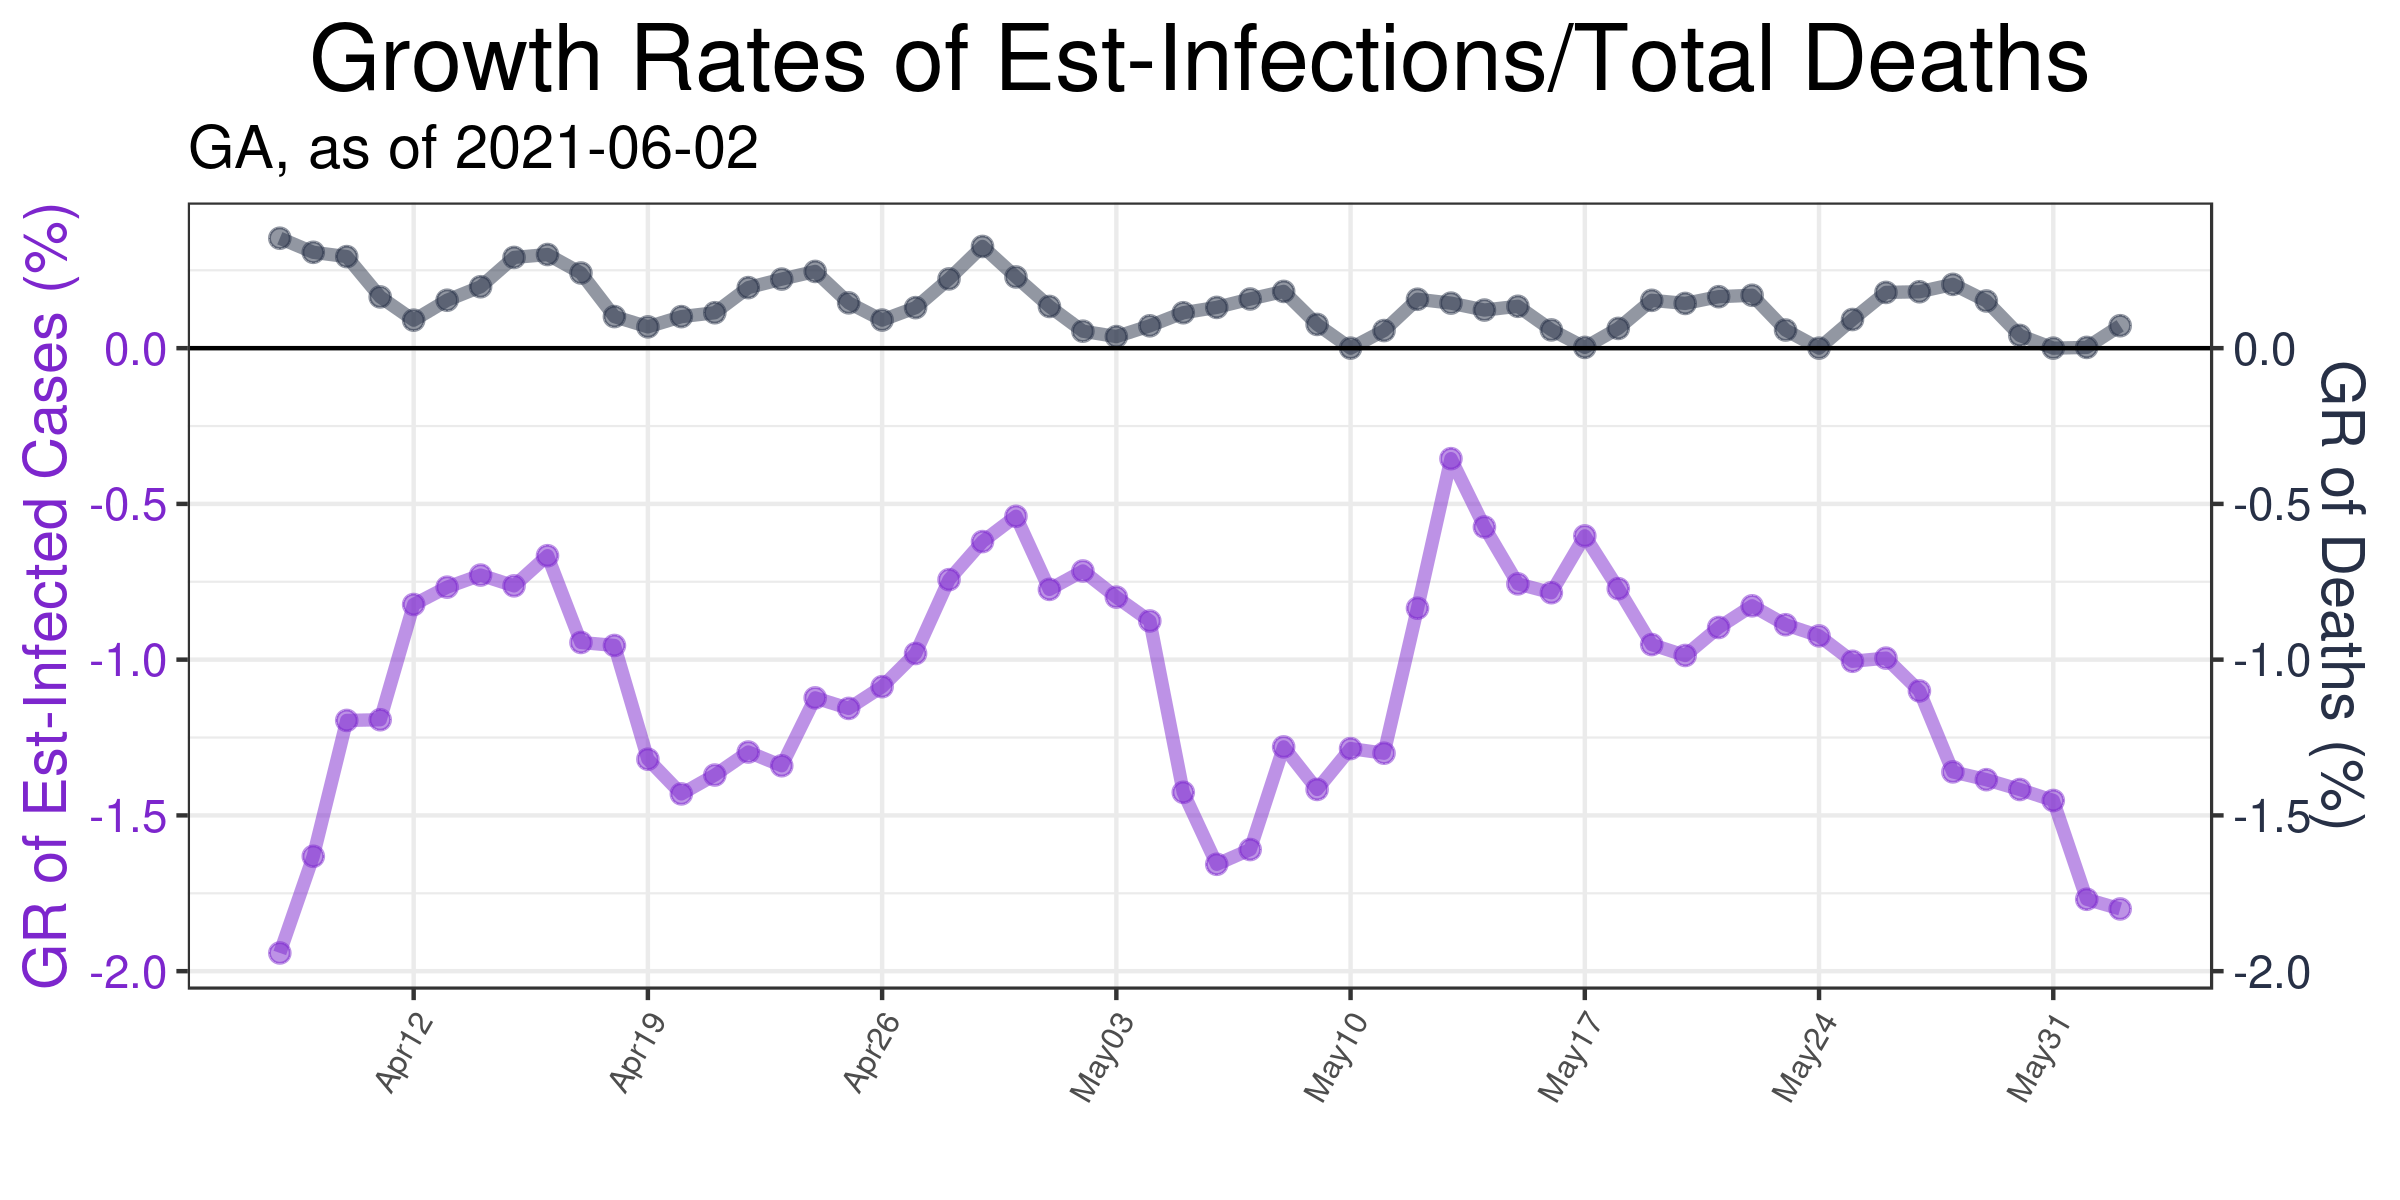 Growth Rates of Est-Infections/Total Deaths
GA, as of 2021-06-02
GR of Est-Infected Cases (%)
0.0
-0.5
-1.0
-1.5
-2.0
0.0
-0.5
-1.0
-1.5
-2.0
GR of Deaths (%)
Apr12
Apr19
Apr26
May03
May10
May17
May24
May31